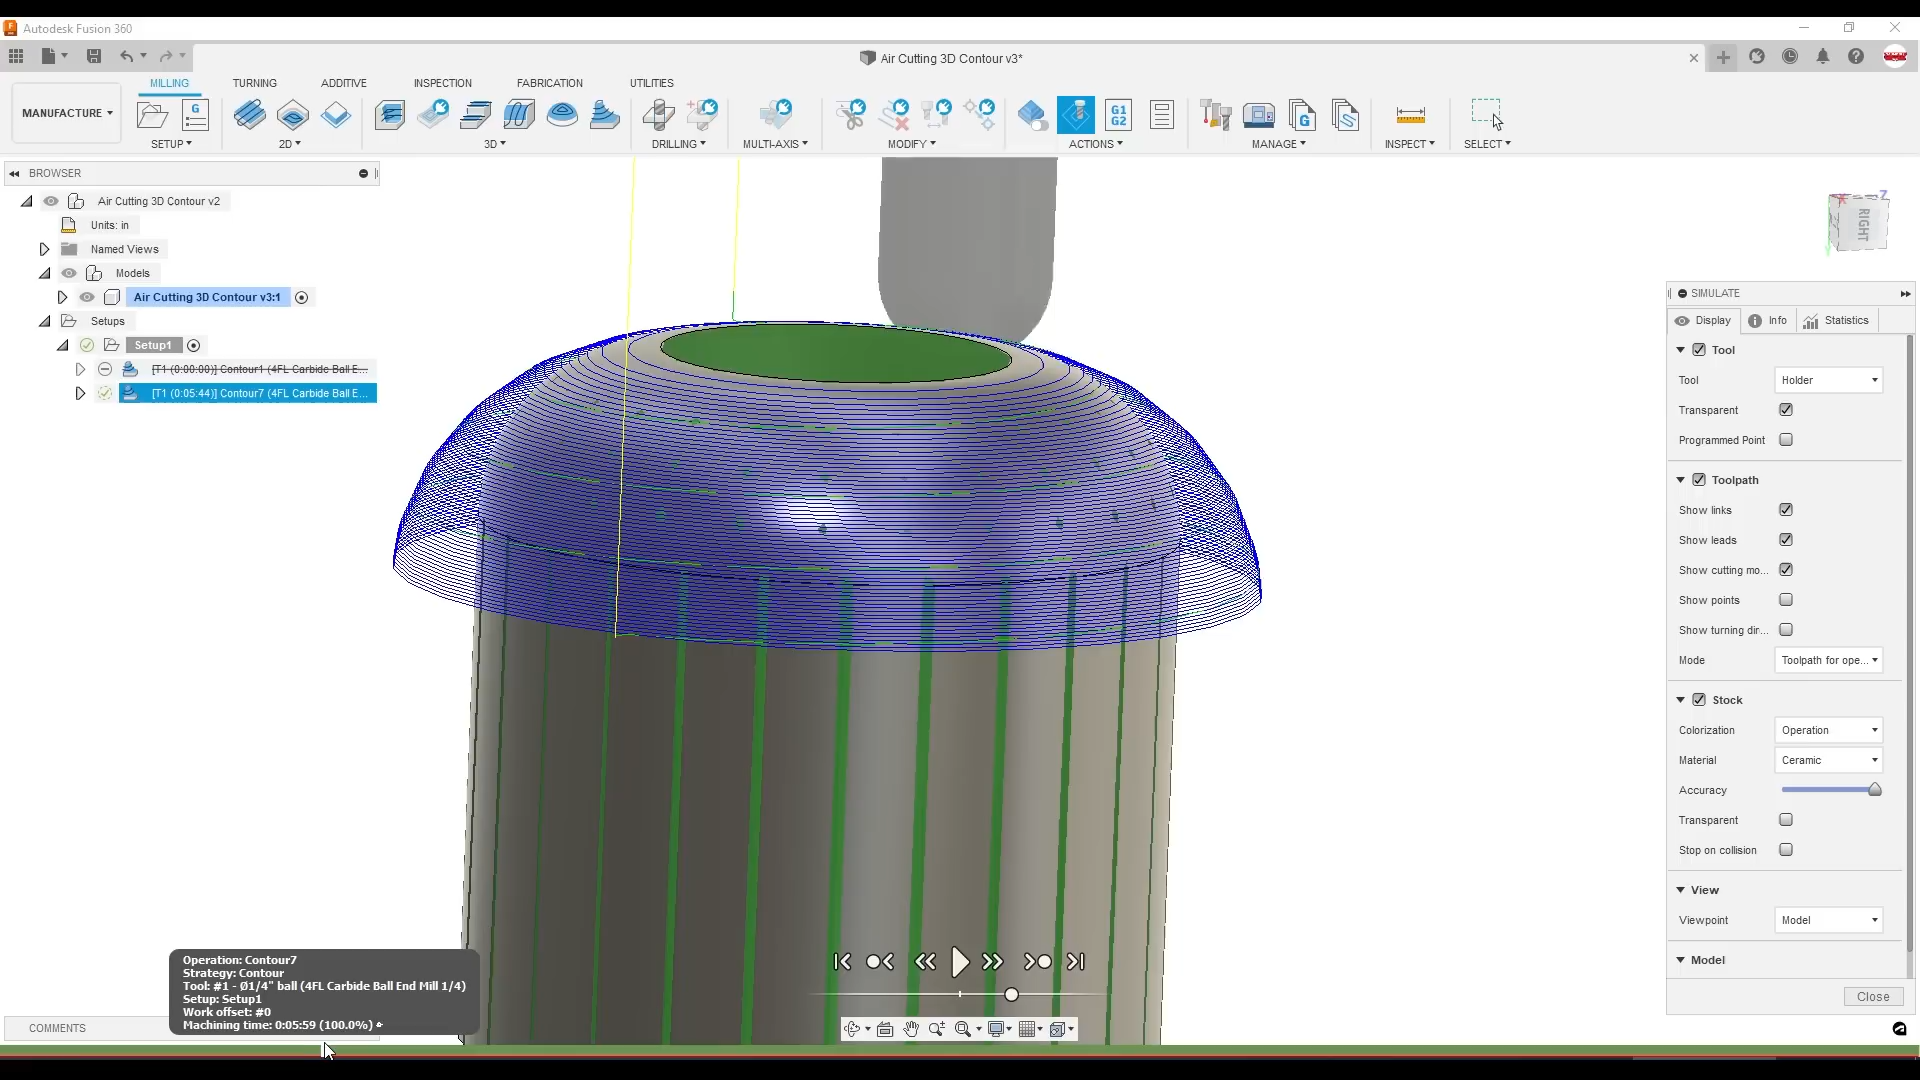 Autodesk Fusion 360
Air Cutting 3D Contour v3*
MILLING TURNING ADDITIVE INSPECTION FABRICATION UTILITIES
MANUFACTURE
G
G1
G2
G
SETUP 2D 3D DRILLING MULTI-AXIS MODIFY ACTIONS MANAGE INSPECT SELECT
BROWSER
Air Cutting 3D Contour v2
Units: in
Named Views
Models
Air Cutting 3D Contour v3:1
Setups
Setup1
[T1 (0:00:00)] Contour1 (4FL Carbide Ball E...
[T1 (0:05:44)] Contour7 (4FL Carbide Ball E...
Z
X
RIGHT
Y
SIMULATE
Display Info Statistics
Tool
Tool Holder
Transparent
Programmed Point
Toolpath
Show links
Show leads
Show cutting mo...
Show points
Show turning dir...
Mode Toolpath for ope...
Stock
Colorization Operation
Material Ceramic
Accuracy
Transparent
Stop on collision
View
Viewpoint Model
Model
Close
Operation: Contour7
Strategy: Contour
Tool: #1 - Ø1/4" ball (4FL Carbide Ball End Mill 1/4)
Setup: Setup1
Work offset: #0
Machining time: 0:05:59 (100.0%)
COMMENTS